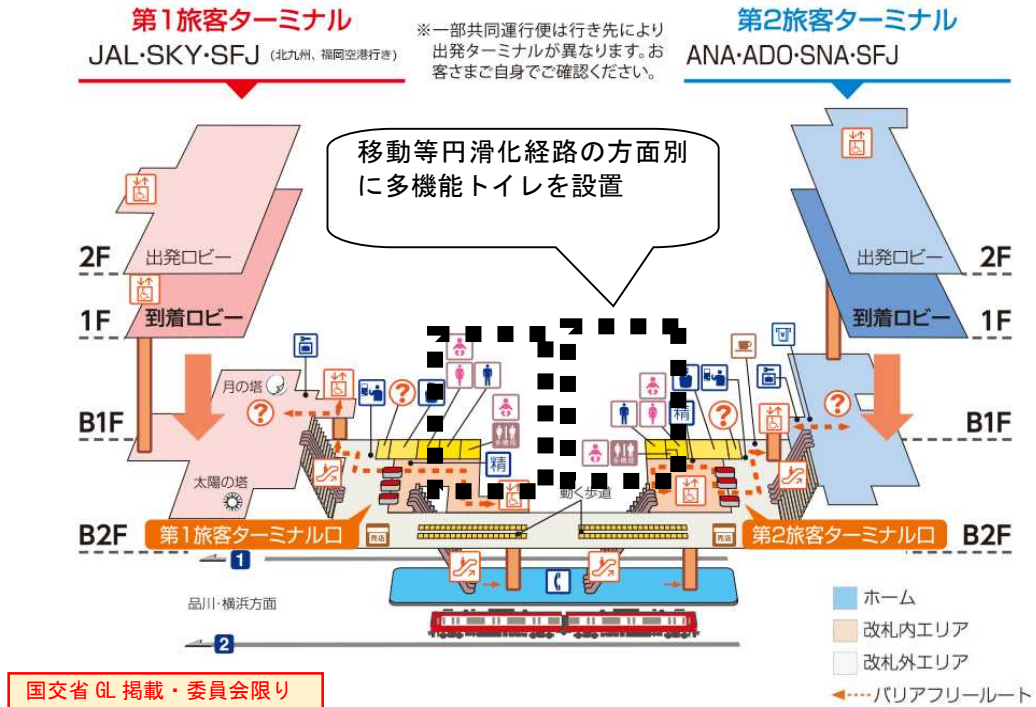 第1旅客ターミナル
JAL･SKY･SFJ (北九州、福岡空港行き)
※一部共同運行便は行き先により
出発ターミナルが異なります。お
客さまご自身でご確認ください。
第2旅客ターミナル
ANA･ADO･SNA･SFJ
移動等円滑化経路の方面別
に多機能トイレを設置
2F
出発ロビー
出発ロビー
2F
1F
到着ロビー
到着ロビー
1F
月の塔
?
?
?
?
B1F
B1F
精
精
太陽の塔
動く歩道
B2F
第1旅客ターミナル口
売店
売店
第2旅客ターミナル口
B2F
1
品川･横浜方面
2
ホーム
改札内エリア
改札外エリア
バリアフリールート
国交省 GL 掲載・委員会限り